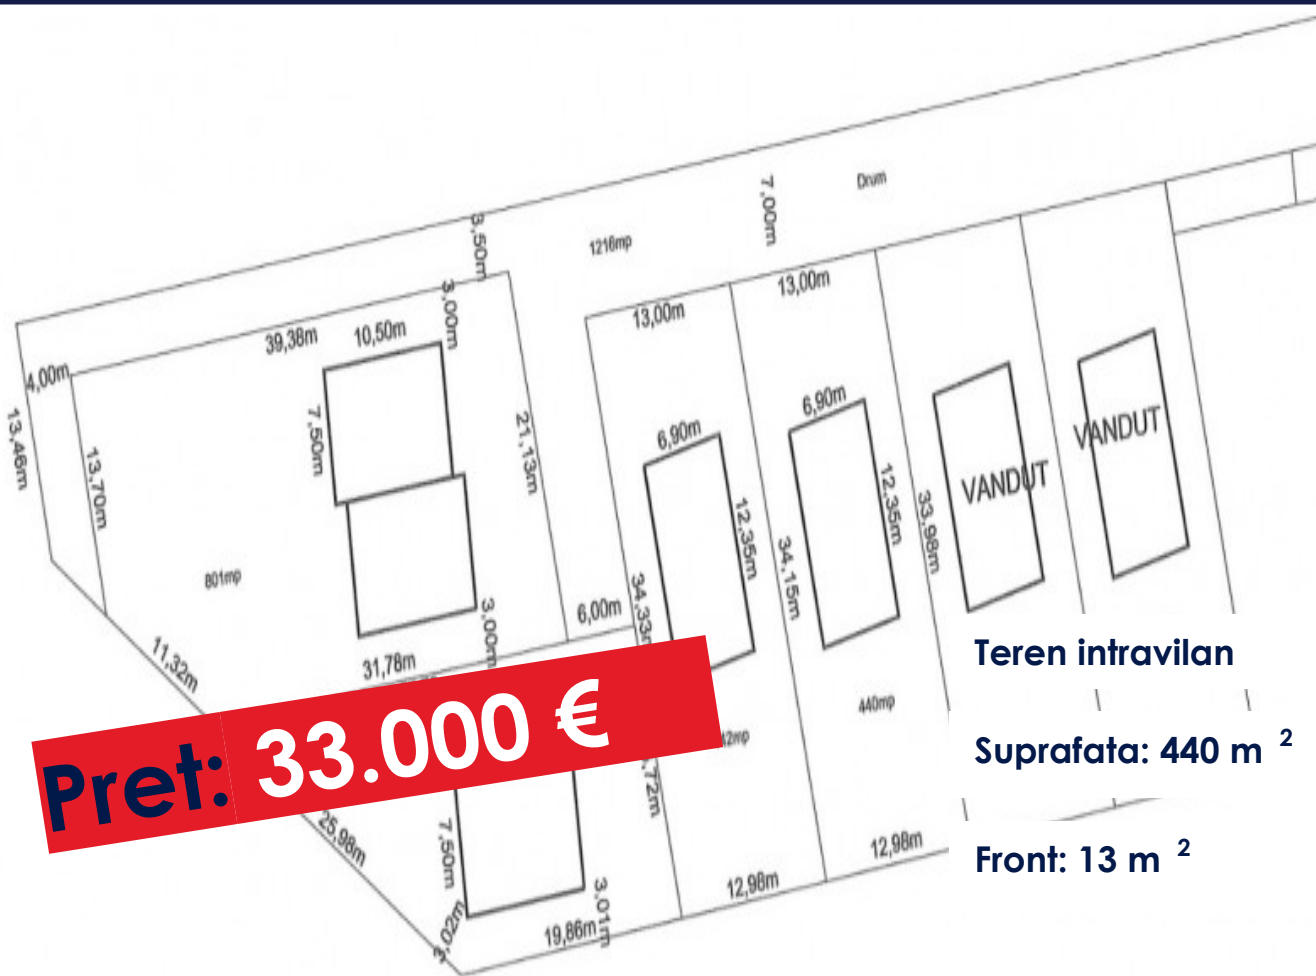 Drum
7,00m
3,50m
1216mp
13,00m
3,00m
13,00m
39,38m
10,50m
4,00m
6,90m
13,46m
7,50m
21,13m
6,90m
VANDUT
13,70m
12,35m
VANDUT
12,35m
33,98m
34,15m
801mp
6,00m
3,00m
11,32m
31,78m
Teren intravilan
440mp
Pret: 33.000 €
Suprafata: 440 m 2
25,98m
7,50m
12,98m
Front: 13 m 2
12,98m
3,02m
3,01m
19,86m